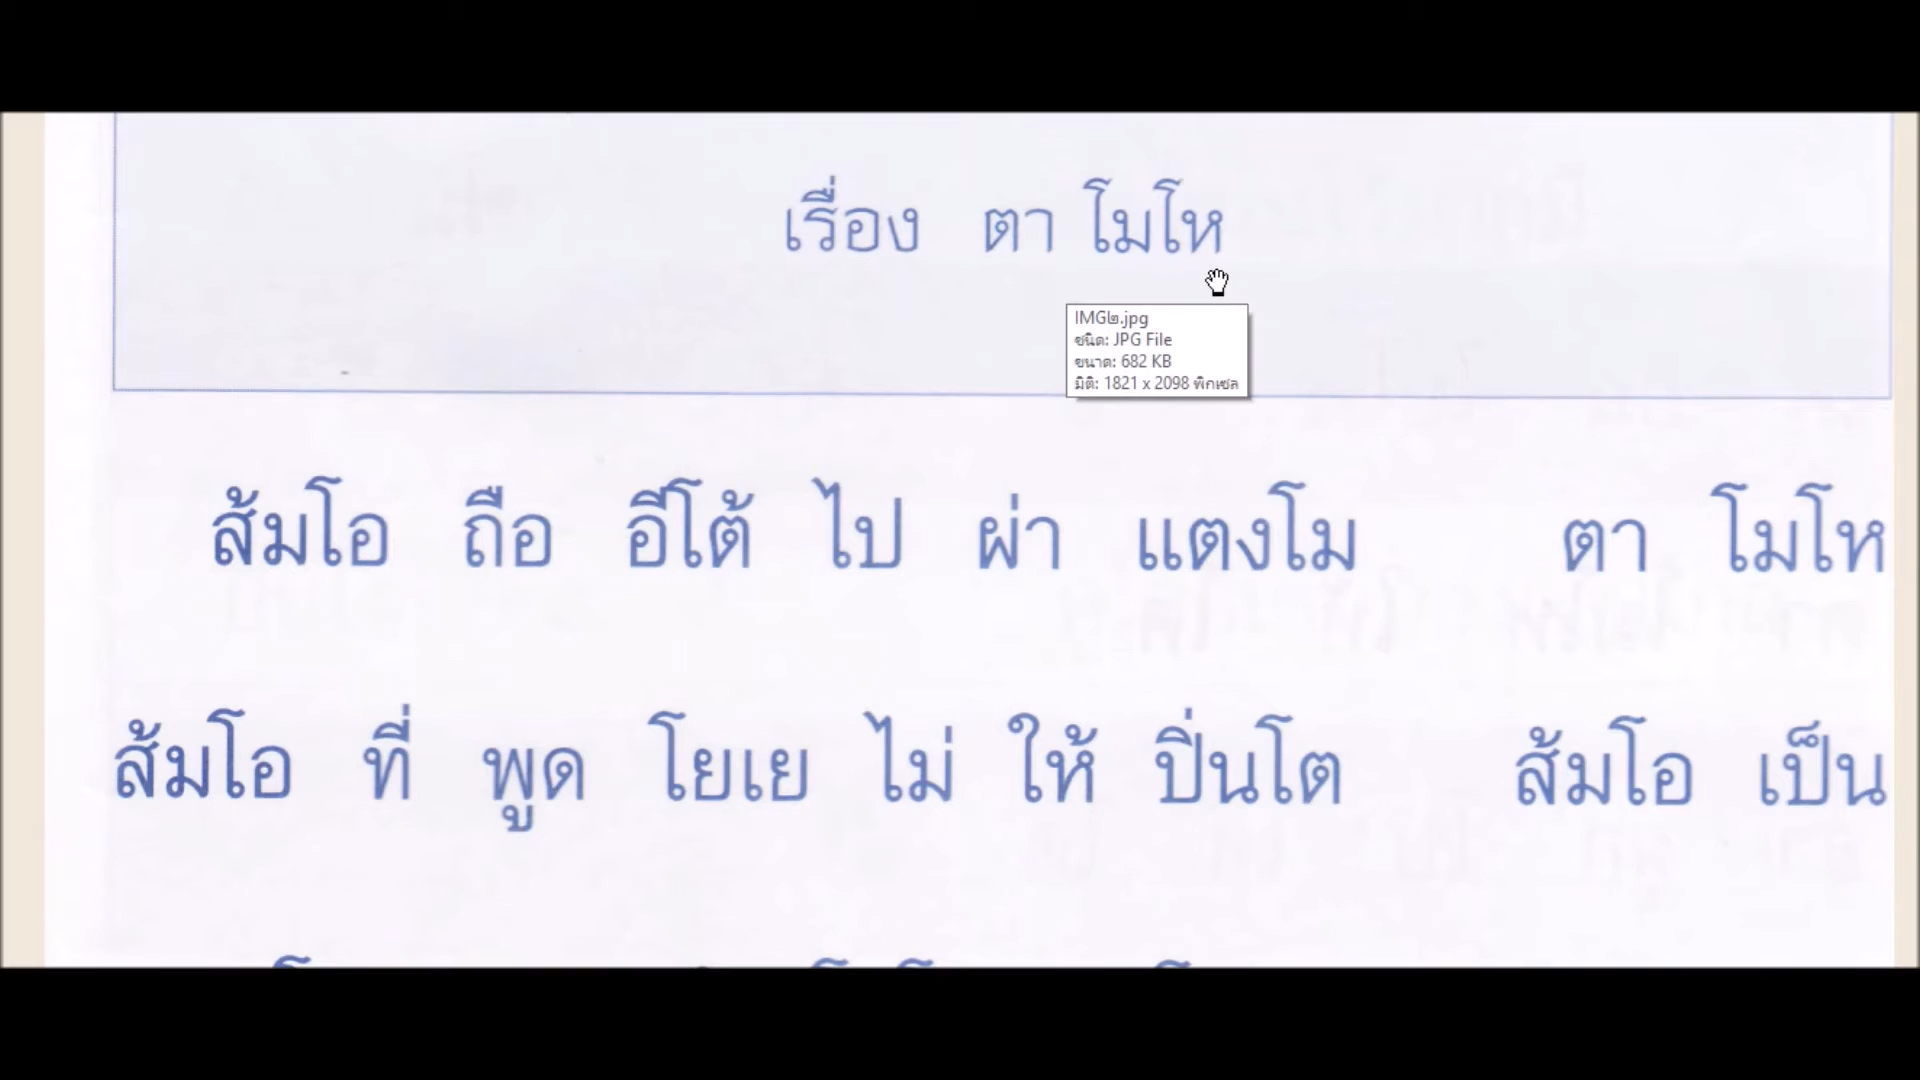 เรื่อง ตา โมโห
IMG๒.jpg
ชนิด: JPG File
ขนาด: 682 KB
มิติ: 1821 x 2098 พิกเซล
ส้มโอ ถือ อีโต้ ไป ผ่า แตงโม ตา โมโห
ส้มโอ ที่ พูด โยเย ไม่ ให้ ปิ่นโต ส้มโอ เป็น